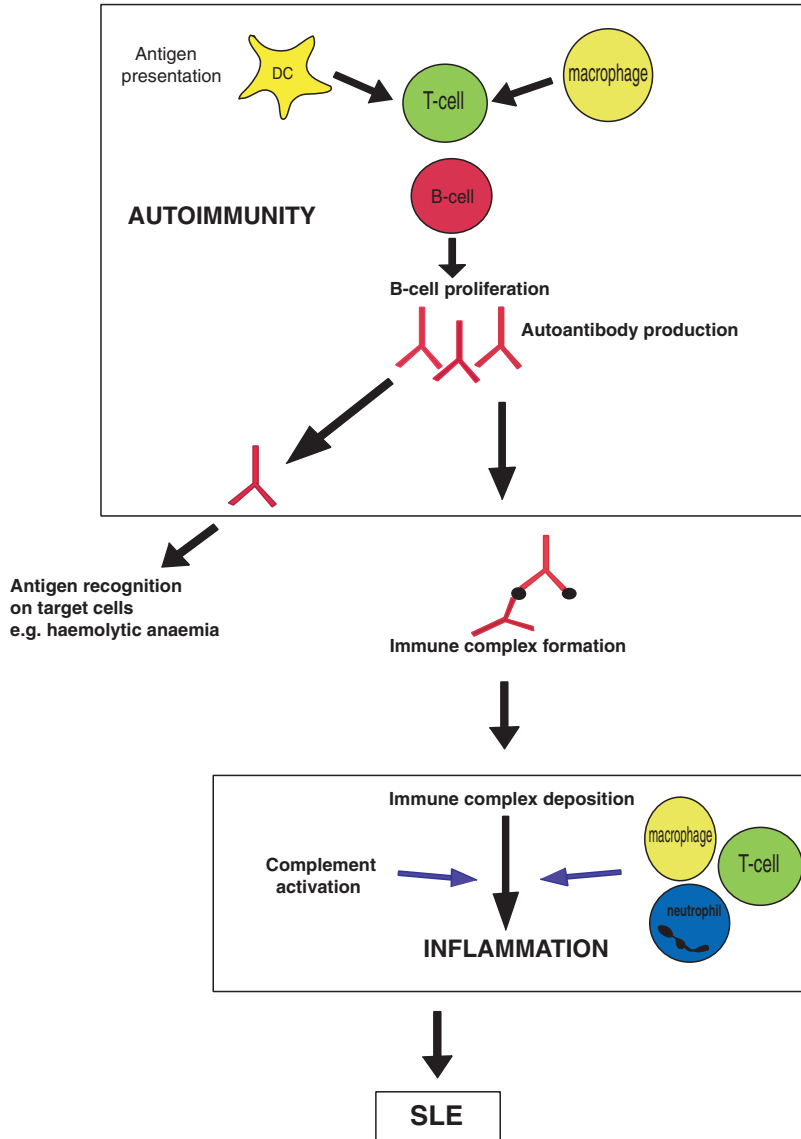 Antigen
presentation
DC
T-cell
macrophage
B-cell
AUTOIMMUNITY
B-cell proliferation
Autoantibody production
Antigen recognition
on target cells
e.g. haemolytic anaemia
Immune complex formation
Immune complex deposition
macrophage
T-cell
Complement
activation
neutrophil
INFLAMMATION
SLE